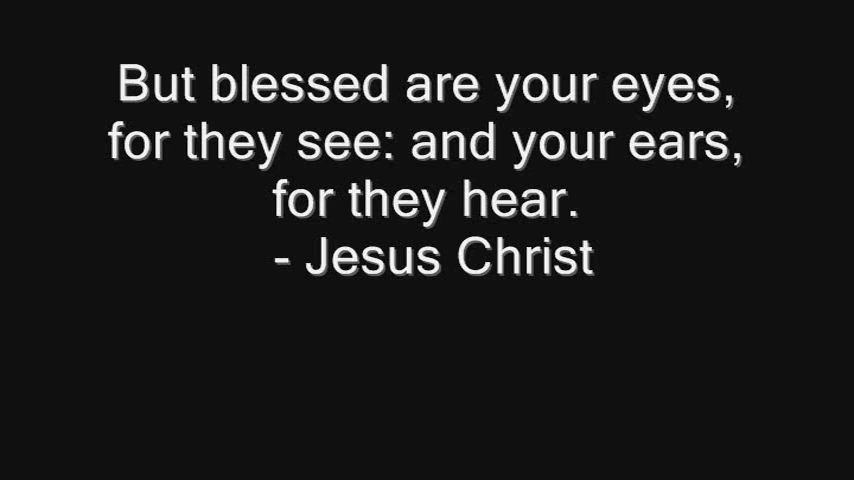 But blessed are your eyes,
for they see: and your ears,
for they hear.
- Jesus Christ